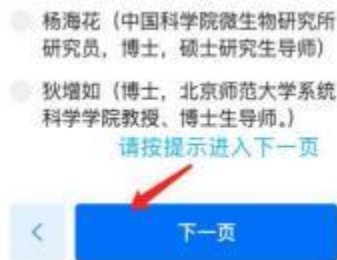 杨海花（中国科学院微生物研究所
研究员，博士，硕士研究生导师）
狄增如（博士，北京师范大学系统
科学学院教授、博士生导师。）
请按提示进入下一页
<
下一页